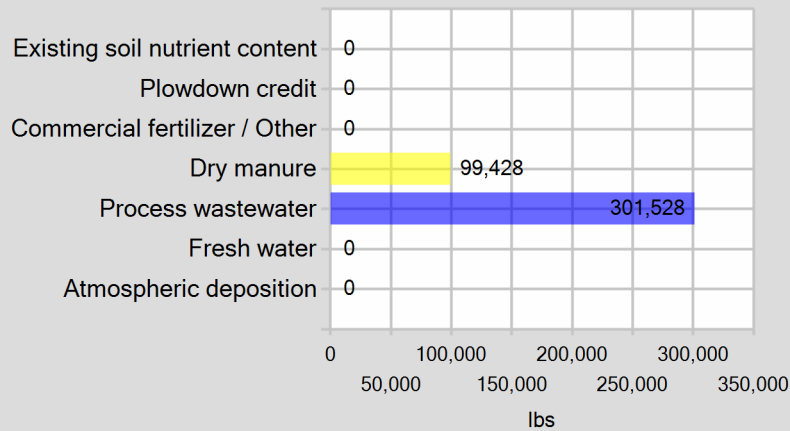 Existing soil nutrient content 0
Plowdown credit 0
Commercial fertilizer / Other 0
Dry manure 99,428
Process wastewater 301,528
Fresh water 0
Atmospheric deposition 0
0 100,000 200,000 300,000
50,000 150,000 250,000 350,000
lbs